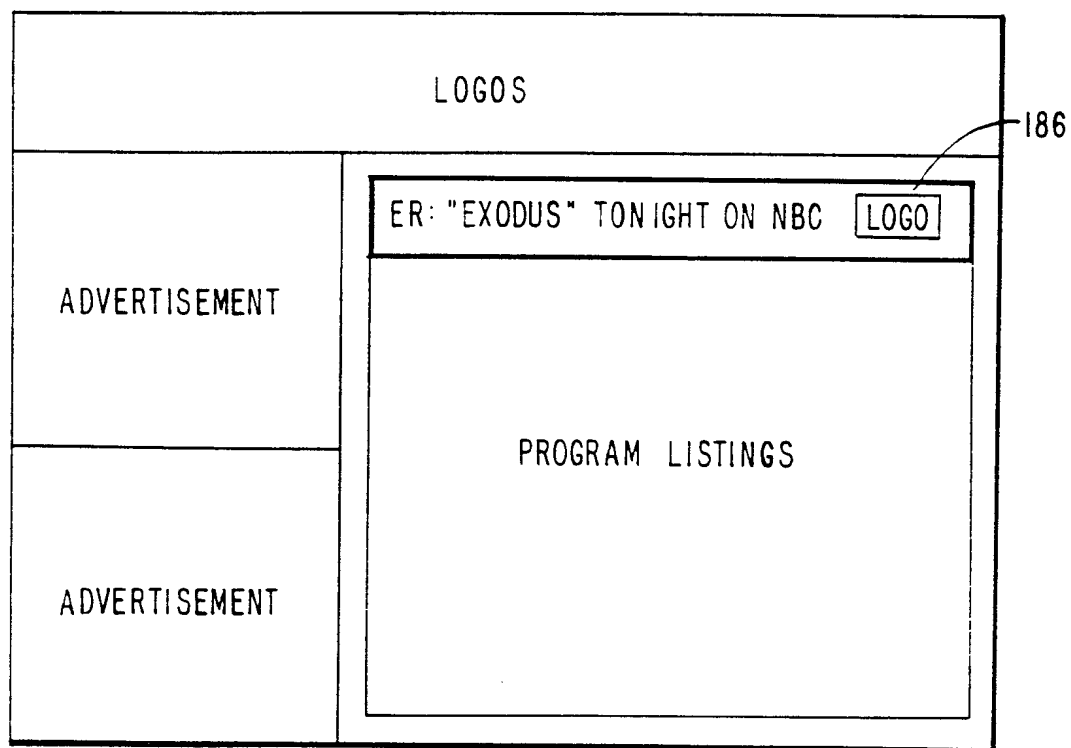 LOGOS
186
ER: "EXODUS" TONIGHT ON NBC LOGO
ADVERTISEMENT
PROGRAM LISTINGS
ADVERTISEMENT